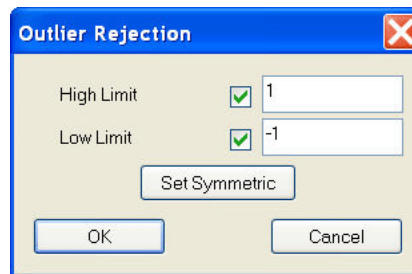 Outlier Rejection
High Limit 1
Low Limit -1
Set Symmetric
OK Cancel